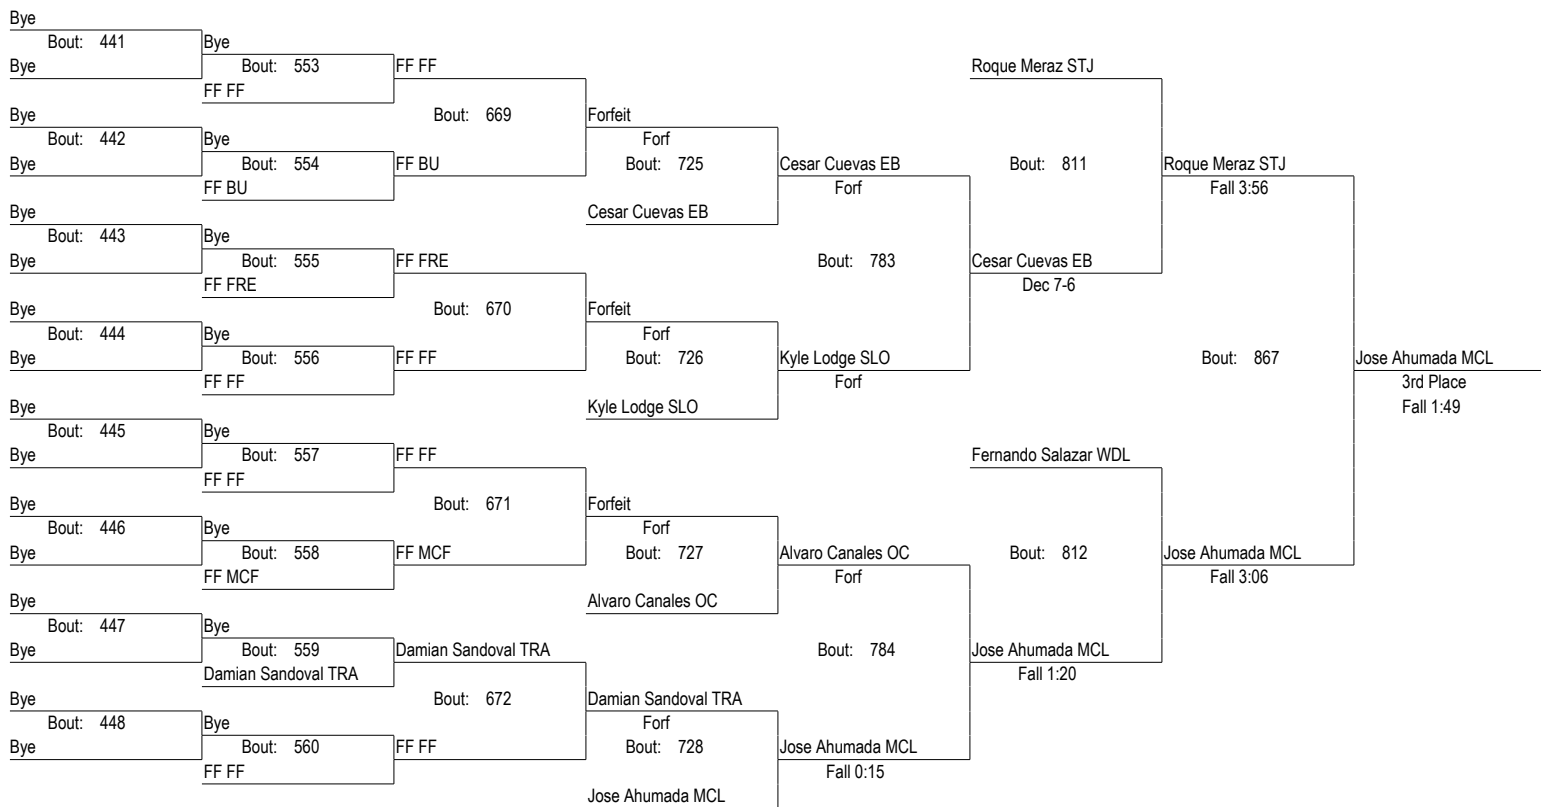 Bye
Bout: 441
Bye
Bye
Bout: 553
FF FF
Roque Meraz STJ
Bye
FF FF
Bye
Bout: 669
Forfeit
Bout: 442
Bye
Forf
Bye
Bout: 554
FF BU
Bout: 725
Cesar Cuevas EB
Bout: 811
Roque Meraz STJ
FF BU
Forf
Fall 3:56
Bye
Cesar Cuevas EB
Bout: 443
Bye
Bye
Bout: 555
FF FRE
Bout: 783
Cesar Cuevas EB
FF FRE
Dec 7-6
Bye
Bout: 670
Forfeit
Bout: 444
Bye
Forf
Bye
Bout: 556
FF FF
Bout: 726
Kyle Lodge SLO
Bout: 867
Jose Ahumada MCL
FF FF
Forf
3rd Place
Bye
Kyle Lodge SLO
Fall 1:49
Bout: 445
Bye
Bye
Bout: 557
FF FF
Fernando Salazar WDL
FF FF
Bye
Bout: 671
Forfeit
Bout: 446
Bye
Forf
Bye
Bout: 558
FF MCF
Bout: 727
Alvaro Canales OC
Bout: 812
Jose Ahumada MCL
FF MCF
Forf
Fall 3:06
Bye
Alvaro Canales OC
Bout: 447
Bye
Bye
Bout: 559
Damian Sandoval TRA
Bout: 784
Jose Ahumada MCL
Damian Sandoval TRA
Fall 1:20
Bye
Bout: 672
Damian Sandoval TRA
Bout: 448
Bye
Forf
Bye
Bout: 560
FF FF
Bout: 728
Jose Ahumada MCL
FF FF
Fall 0:15
Jose Ahumada MCL